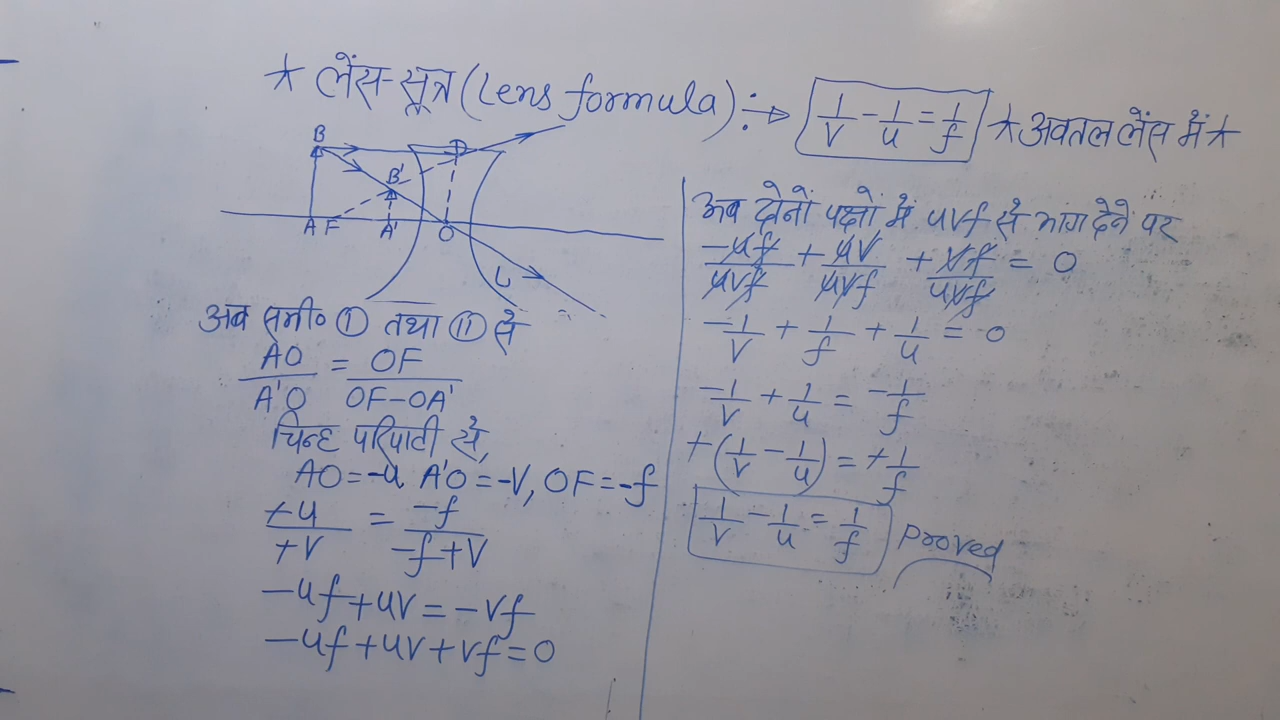 * लेंस-सूत्र (Lens formula) :→ 1/v - 1/u = 1/f * अवतल लेंस में *
B
D
B'
A F A' O
L
अब समी० ① तथा ⑪ से
AO/A'O = OF/OF-OA'
चिन्ह परिपाटी से,
AO=-u, A'O=-v, OF=-f
+u/+v = -f/-f+v
-uf+uv=-vf
-uf+uv+vf=0
अब दोनों पक्षों में uvf से भाग देने पर
-uf/uvf + uv/uvf + vf/uvf = 0
-1/v + 1/f + 1/u = 0
-1/v + 1/u = -1/f
+(1/v - 1/u) = +1/f
1/v - 1/u = 1/f Proved